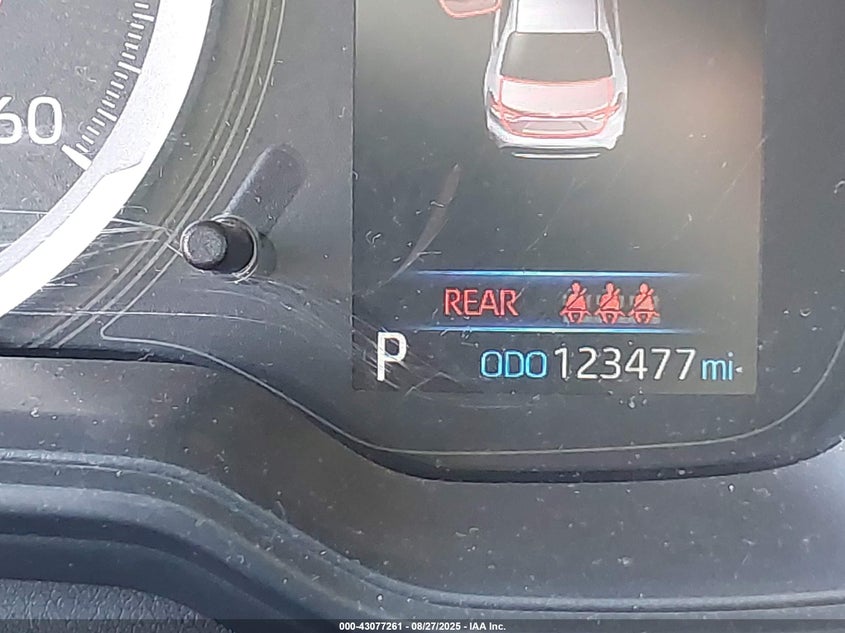 60
REAR
P ODO 123477 mi
000-43077261 - 08/27/2025 - IAA Inc.